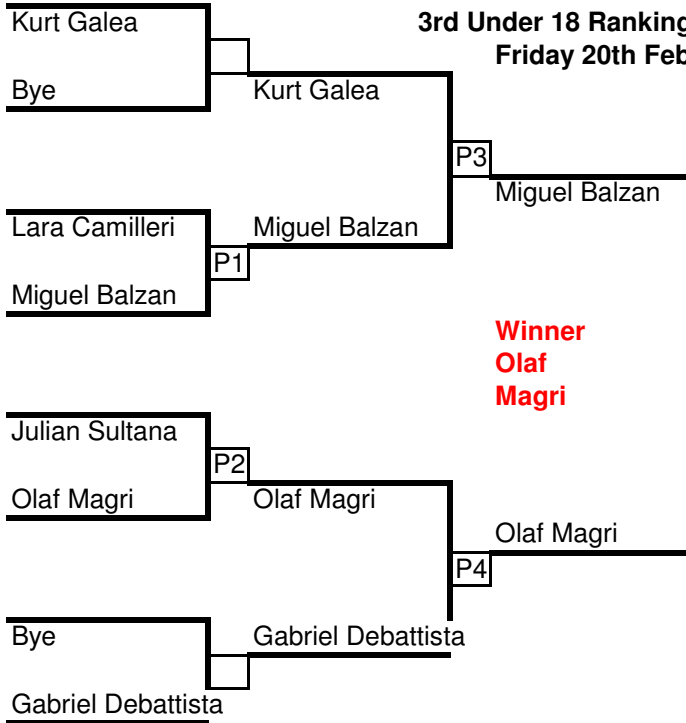 Kurt Galea
3rd Under 18 Ranking
Friday 20th Feb
Bye
Kurt Galea
P3
Miguel Balzan
Lara Camilleri
Miguel Balzan
P1
Miguel Balzan
Winner
Olaf
Magri
Julian Sultana
P2
Olaf Magri
Olaf Magri
Olaf Magri
P4
Bye
Gabriel Debattista
Gabriel Debattista